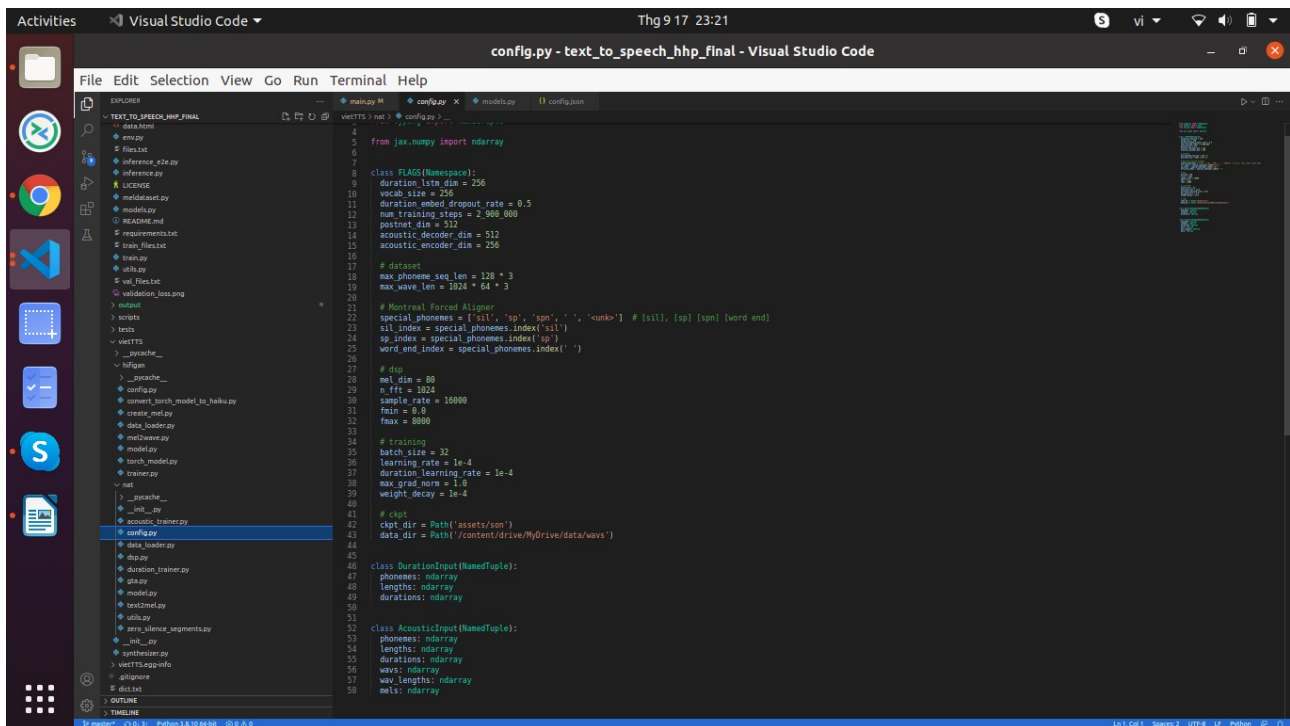 Activities
Visual Studio Code
Thg 9 17 23:21
vi
config.py - text_to_speech_hhp_final - Visual Studio Code
File Edit Selection View Go Run Terminal Help
EXPLORER
TEXT_TO_SPEECH_HHP_FINAL
data.html
env.py
files.txt
inference_e2e.py
inference.py
LICENSE
meldataset.py
models.py
README.md
requirements.txt
train_files.txt
train.py
utils.py
val_files.txt
validation_loss.png
output
scripts
tests
vietTTS
__pycache__
hifigan
__pycache__
config.py
convert_torch_model_to_haiku.py
create_mel.py
data_loader.py
mel2wave.py
model.py
torch_model.py
trainer.py
nat
__pycache__
__init__.py
acoustic_trainer.py
config.py
data_loader.py
dsp.py
duration_trainer.py
gta.py
model.py
text2mel.py
utils.py
zero_silence_segments.py
__init__.py
synthesizer.py
vietTTS.egg-info
.gitignore
dict.txt
OUTLINE
TIMELINE
main.py M
config.py
models.py
config.json
vietTTS > nat > config.py > ...
4
5 from jax.numpy import ndarray
6
7
8 class FLAGS(Namespace):
9 duration_lstm_dim = 256
10 vocab_size = 256
11 duration_embed_dropout_rate = 0.5
12 num_training_steps = 2_900_000
13 postnet_dim = 512
14 acoustic_decoder_dim = 512
15 acoustic_encoder_dim = 256
16
17 # dataset
18 max_phoneme_seq_len = 128 * 3
19 max_wave_len = 1024 * 64 * 3
20
21 # Montreal Forced Aligner
22 special_phonemes = ['sil', 'sp', 'spn', ' ', '<unk>'] # [sil], [sp] [spn] [word end]
23 sil_index = special_phonemes.index('sil')
24 sp_index = special_phonemes.index('sp')
25 word_end_index = special_phonemes.index(' ')
26
27 # dsp
28 mel_dim = 80
29 n_fft = 1024
30 sample_rate = 16000
31 fmin = 0.0
32 fmax = 8000
33
34 # training
35 batch_size = 32
36 learning_rate = 1e-4
37 duration_learning_rate = 1e-4
38 max_grad_norm = 1.0
39 weight_decay = 1e-4
40
41 # ckpt
42 ckpt_dir = Path('assets/son')
43 data_dir = Path('/content/drive/MyDrive/data/wavs')
44
45
46 class DurationInput(NamedTuple):
47 phonemes: ndarray
48 lengths: ndarray
49 durations: ndarray
50
51
52 class AcousticInput(NamedTuple):
53 phonemes: ndarray
54 lengths: ndarray
55 durations: ndarray
56 wavs: ndarray
57 wav_lengths: ndarray
58 mels: ndarray
master* Python 3.8.10 64-bit
Ln 1, Col 1 Spaces: 2 UTF-8 LF Python